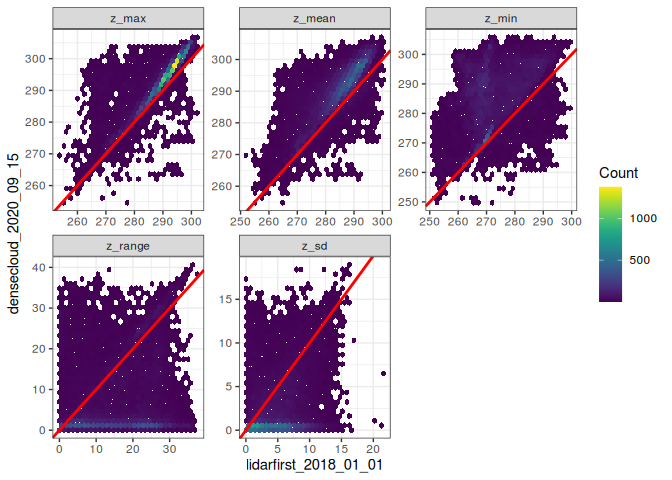 z_max
z_mean
z_min
300
290
280
270
260
260 270 280 290 300
300
280
260
250 260 270 280 290 300
300
290
280
270
260
250
250 260 270 280 290 300
densecloud_2020_09_15
z_range
z_sd
40
30
20
10
0
0 10 20 30
15
10
5
0
0 5 10 15 20
lidarfirst_2018_01_01
Count
1000
500